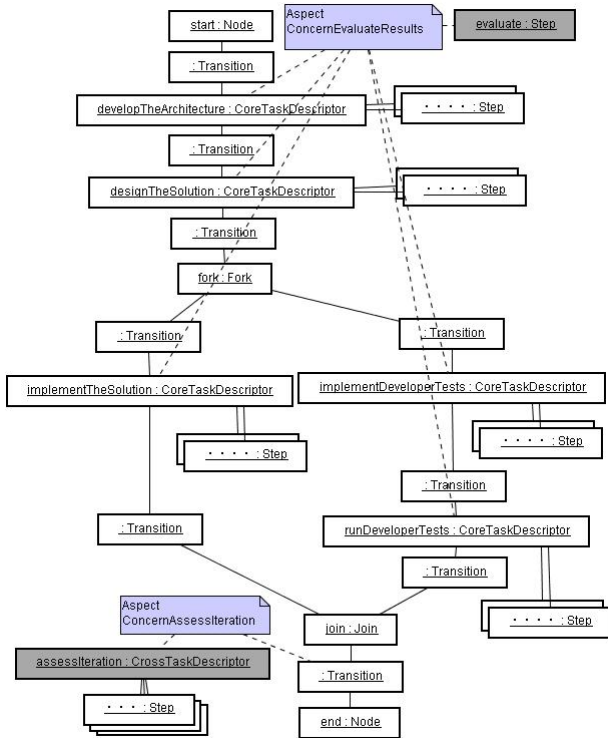 start : Node
Aspect
ConcernEvaluateResults
evaluate : Step
: Transition
developTheArchitecture : CoreTaskDescriptor
· · · · : Step
: Transition
designTheSolution : CoreTaskDescriptor
· · · · : Step
: Transition
fork : Fork
: Transition
: Transition
implementTheSolution : CoreTaskDescriptor
implementDeveloperTests : CoreTaskDescriptor
· · · · : Step
· · · · : Step
: Transition
: Transition
runDeveloperTests : CoreTaskDescriptor
: Transition
Aspect
ConcernAssessIteration
· · · · : Step
join : Join
assessIteration : CrossTaskDescriptor
: Transition
· · · : Step
end : Node